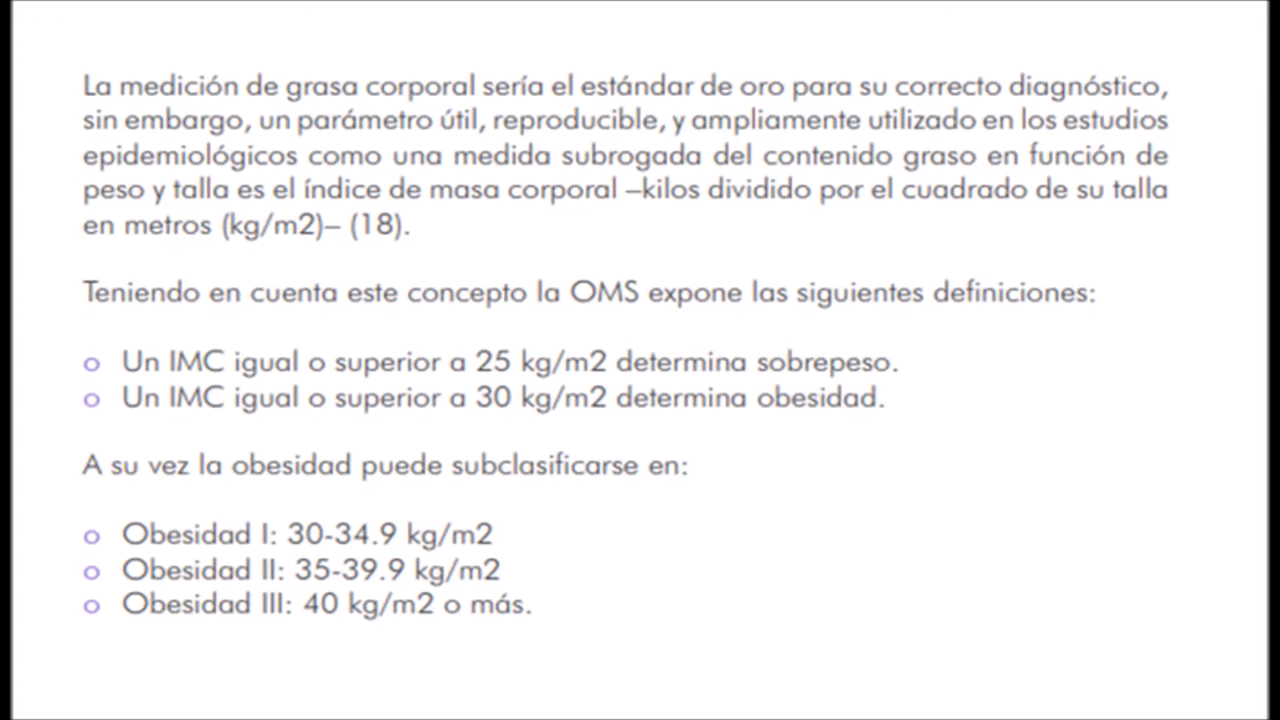 La medición de grasa corporal sería el estándar de oro para su correcto diagnóstico,
sin embargo, un parámetro útil, reproducible, y ampliamente utilizado en los estudios
epidemiológicos como una medida subrogada del contenido graso en función de
peso y talla es el índice de masa corporal –kilos dividido por el cuadrado de su talla
en metros (kg/m2)– (18).
Teniendo en cuenta este concepto la OMS expone las siguientes definiciones:
o Un IMC igual o superior a 25 kg/m2 determina sobrepeso.
o Un IMC igual o superior a 30 kg/m2 determina obesidad.
A su vez la obesidad puede subclasificarse en:
o Obesidad I: 30-34.9 kg/m2
o Obesidad II: 35-39.9 kg/m2
o Obesidad III: 40 kg/m2 o más.